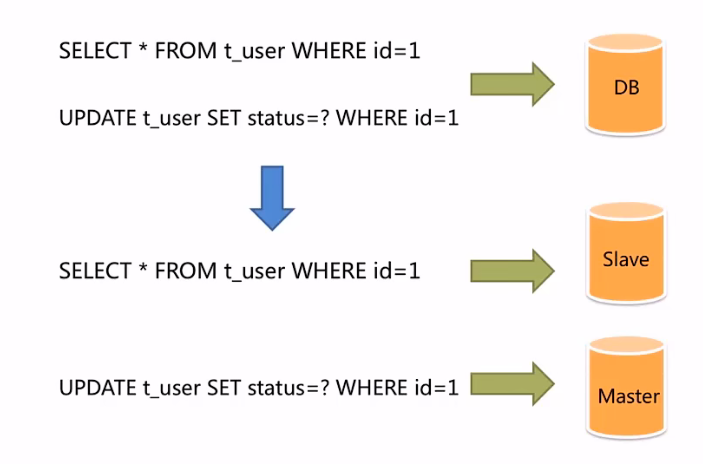 SELECT * FROM t_user WHERE id=1
DB
UPDATE t_user SET status=? WHERE id=1
SELECT * FROM t_user WHERE id=1
Slave
UPDATE t_user SET status=? WHERE id=1
Master